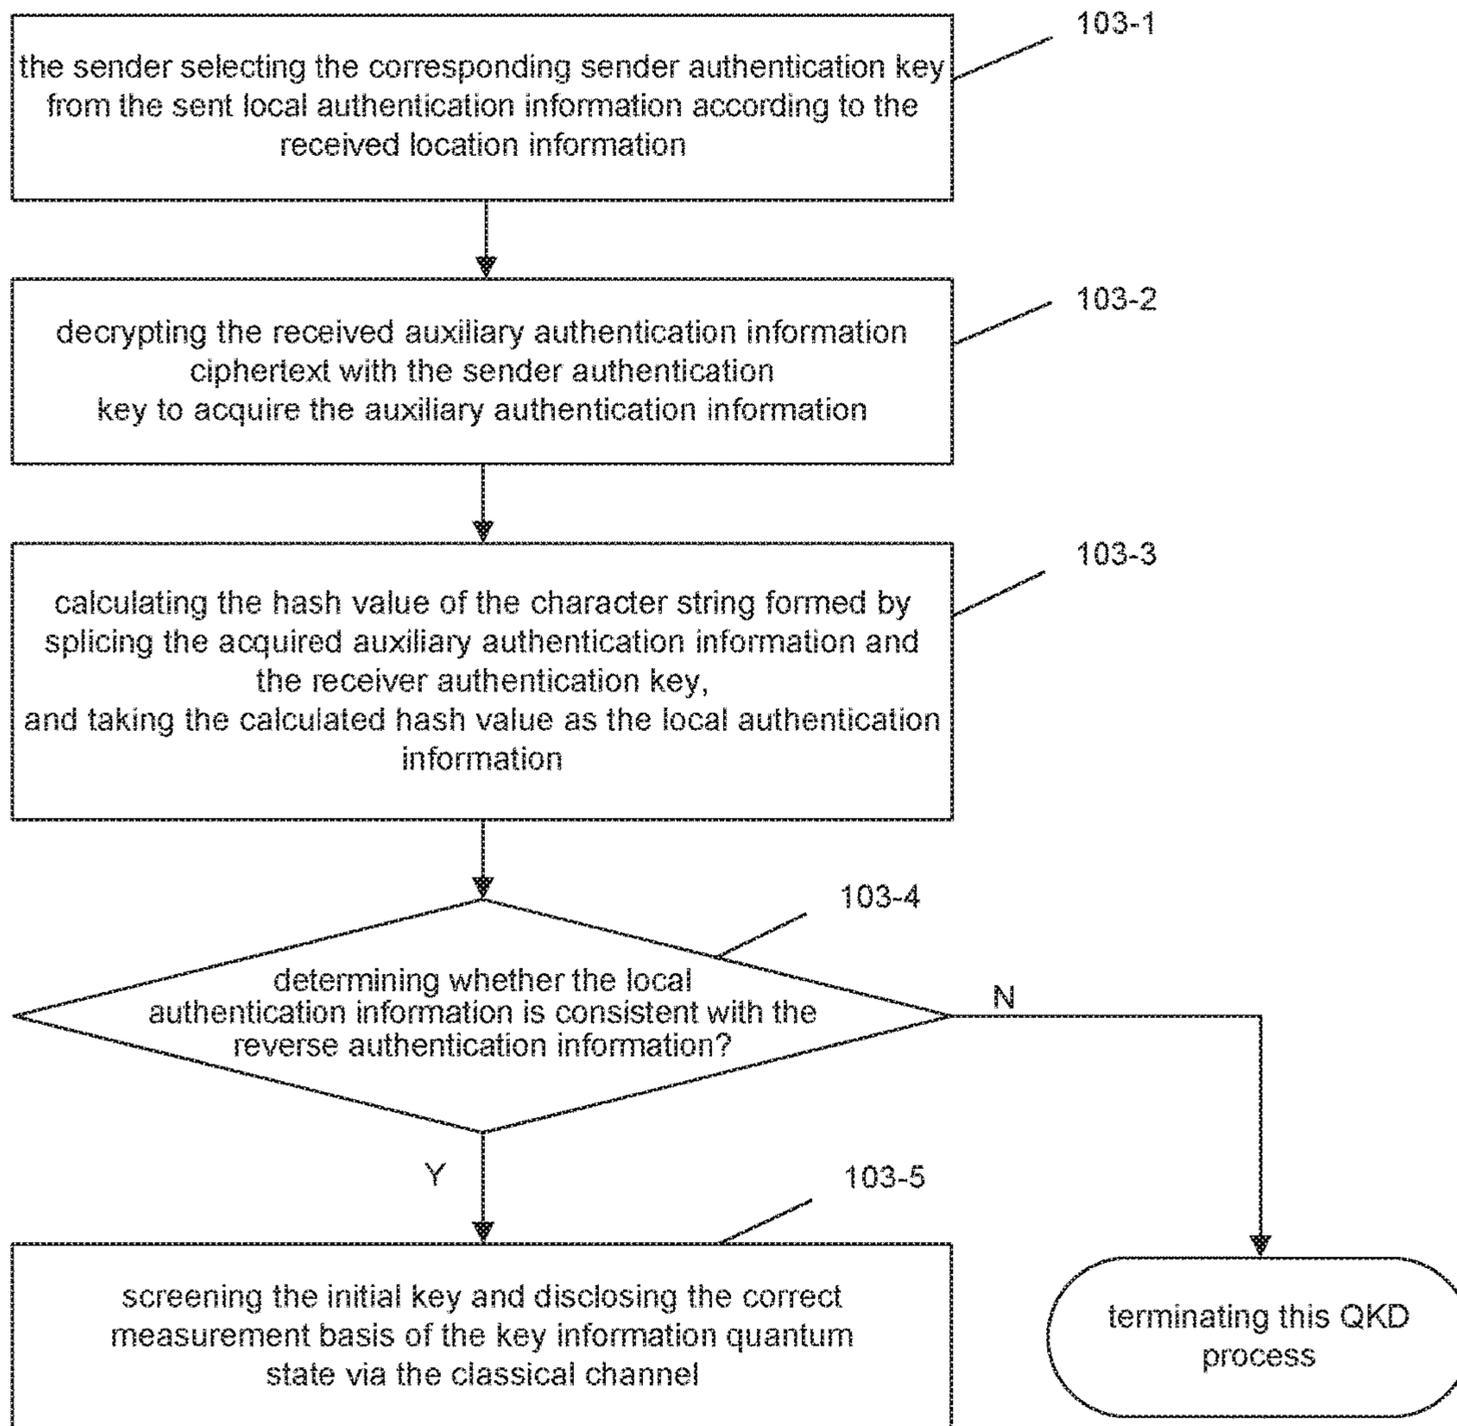 103-1
the sender selecting the corresponding sender authentication key
from the sent local authentication information according to the
received location information
103-2
decrypting the received auxiliary authentication information
ciphertext with the sender authentication
key to acquire the auxiliary authentication information
103-3
calculating the hash value of the character string formed by
splicing the acquired auxiliary authentication information and
the receiver authentication key,
and taking the calculated hash value as the local authentication
information
103-4
determining whether the local
authentication information is consistent with the
reverse authentication information?
N
Y
103-5
screening the initial key and disclosing the correct
measurement basis of the key information quantum
state via the classical channel
terminating this QKD
process